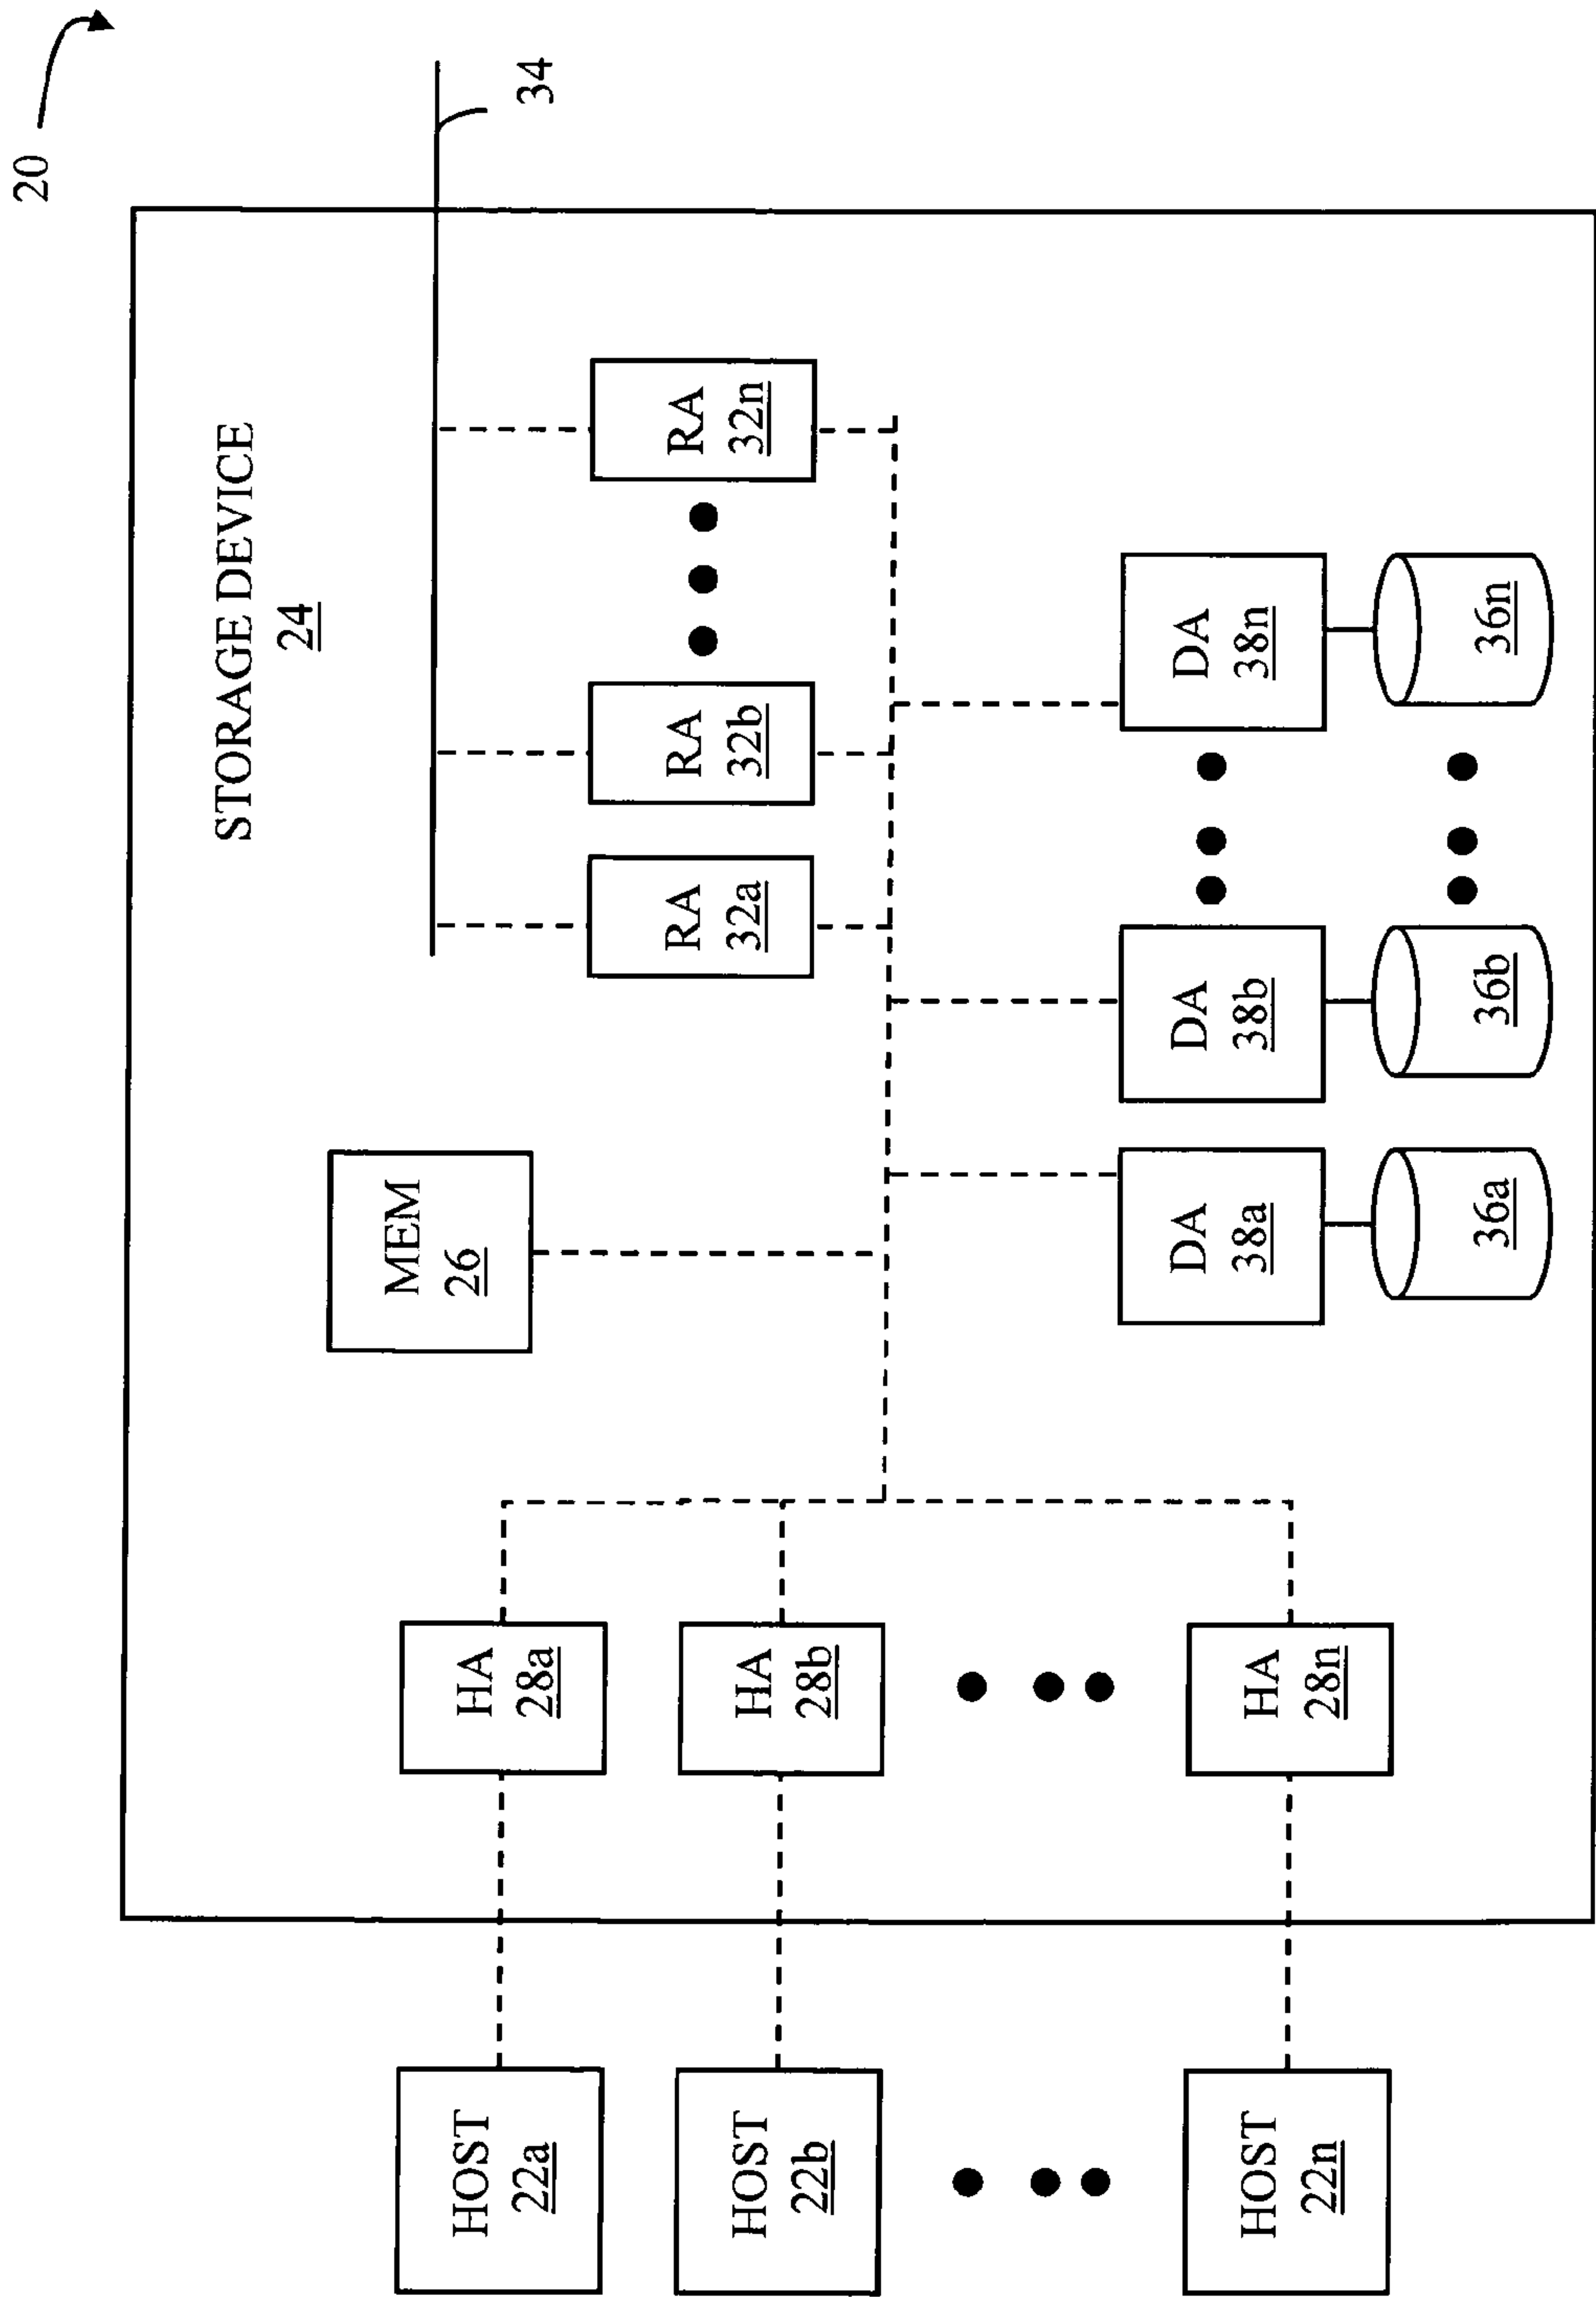 20
STORAGE DEVICE
24
34
MEM
26
RA
32a
RA
32b
RA
32n
HOST
22a
HA
28a
HOST
22b
HA
28b
HOST
22n
HA
28n
DA
38a
DA
38b
DA
38n
36a
36b
36n